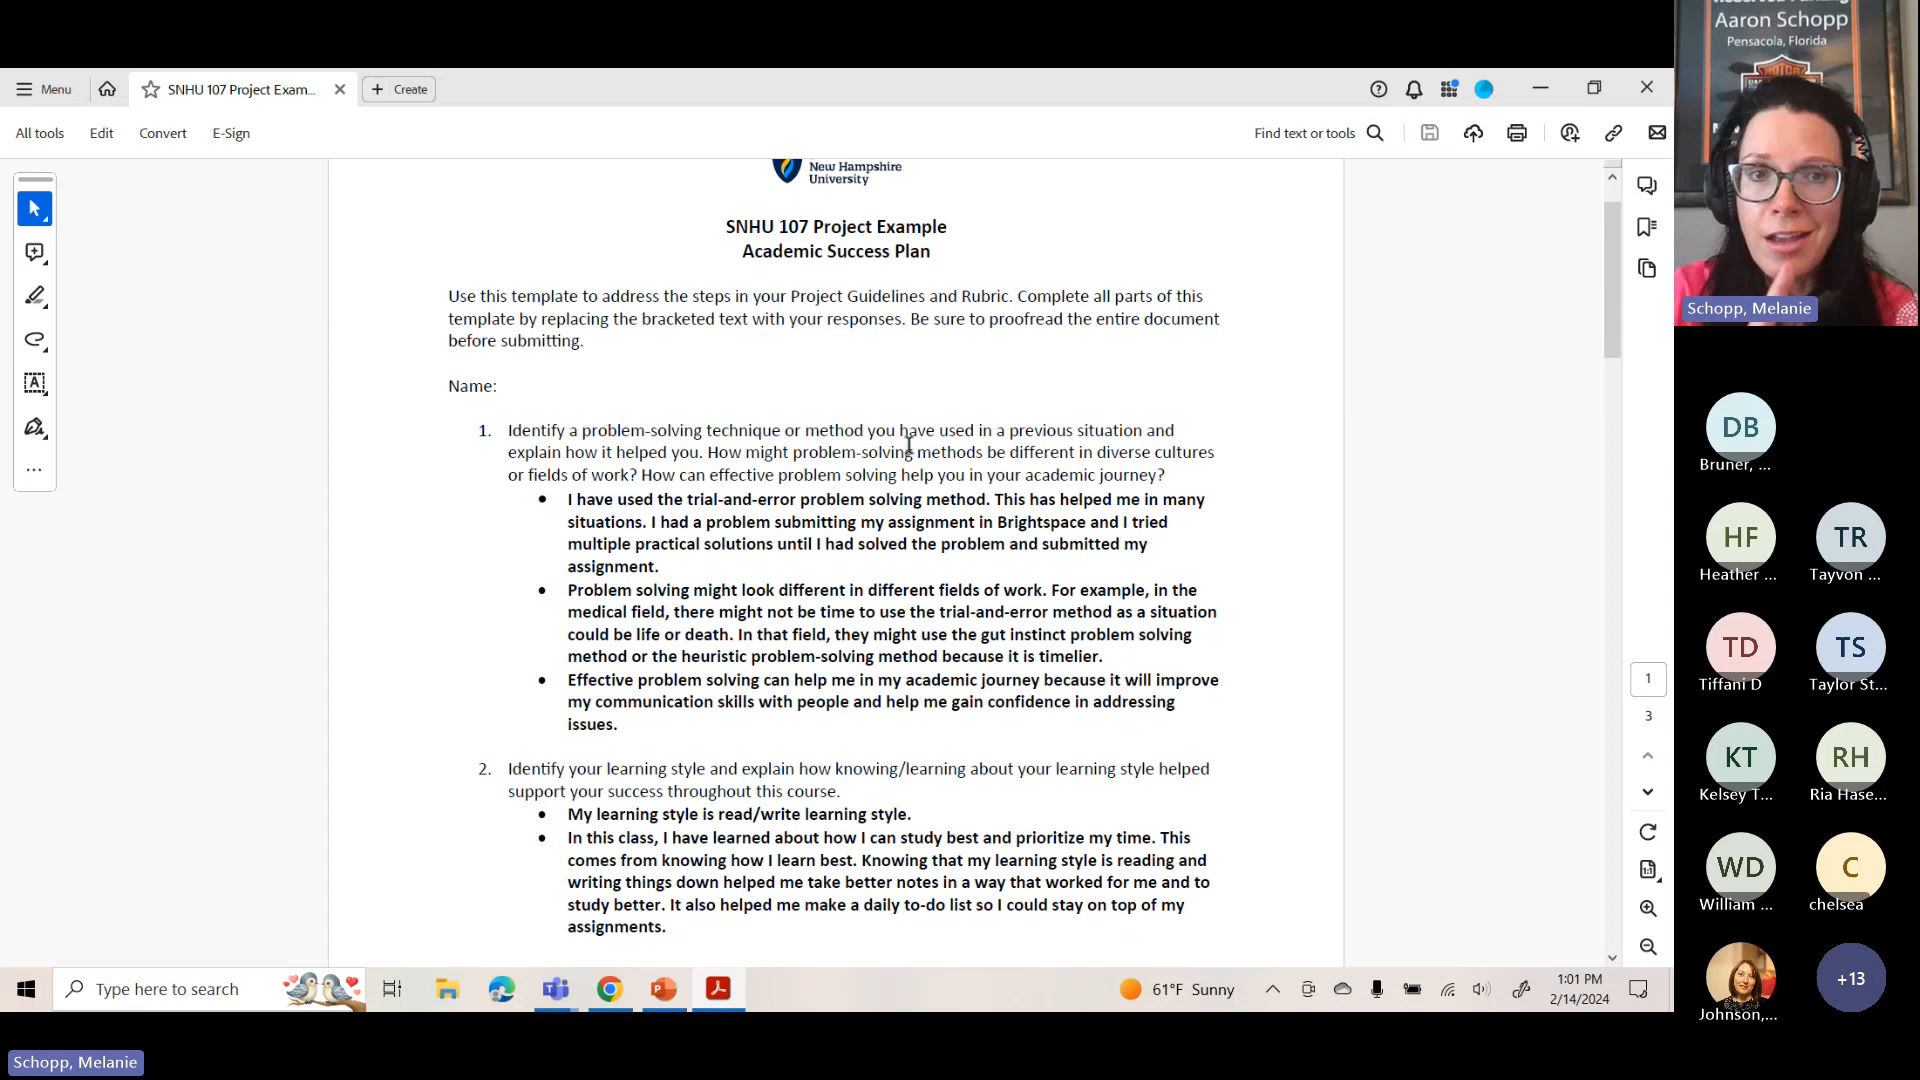 Reserved Parking
Aaron Schopp
Pensacola, Florida
MOTOR
Schopp, Melanie
Menu
SNHU 107 Project Exam...
Create
All tools
Edit
Convert
E-Sign
Find text or tools
New Hampshire
University
SNHU 107 Project Example
Academic Success Plan
Use this template to address the steps in your Project Guidelines and Rubric. Complete all parts of this
template by replacing the bracketed text with your responses. Be sure to proofread the entire document
before submitting.
Name:
1. Identify a problem-solving technique or method you have used in a previous situation and
explain how it helped you. How might problem-solving methods be different in diverse cultures
or fields of work? How can effective problem solving help you in your academic journey?
• I have used the trial-and-error problem solving method. This has helped me in many
situations. I had a problem submitting my assignment in Brightspace and I tried
multiple practical solutions until I had solved the problem and submitted my
assignment.
• Problem solving might look different in different fields of work. For example, in the
medical field, there might not be time to use the trial-and-error method as a situation
could be life or death. In that field, they might use the gut instinct problem solving
method or the heuristic problem-solving method because it is timelier.
• Effective problem solving can help me in my academic journey because it will improve
my communication skills with people and help me gain confidence in addressing
issues.
2. Identify your learning style and explain how knowing/learning about your learning style helped
support your success throughout this course.
• My learning style is read/write learning style.
• In this class, I have learned about how I can study best and prioritize my time. This
comes from knowing how I learn best. Knowing that my learning style is reading and
writing things down helped me take better notes in a way that worked for me and to
study better. It also helped me make a daily to-do list so I could stay on top of my
assignments.
1
3
1:1
DB
Bruner, ...
HF
Heather ...
TR
Tayvon ...
TD
Tiffani D
TS
Taylor St...
KT
Kelsey T...
RH
Ria Hase...
WD
William ...
C
chelsea
Johnson,...
+13
Type here to search
61°F Sunny
1:01 PM
2/14/2024
Schopp, Melanie